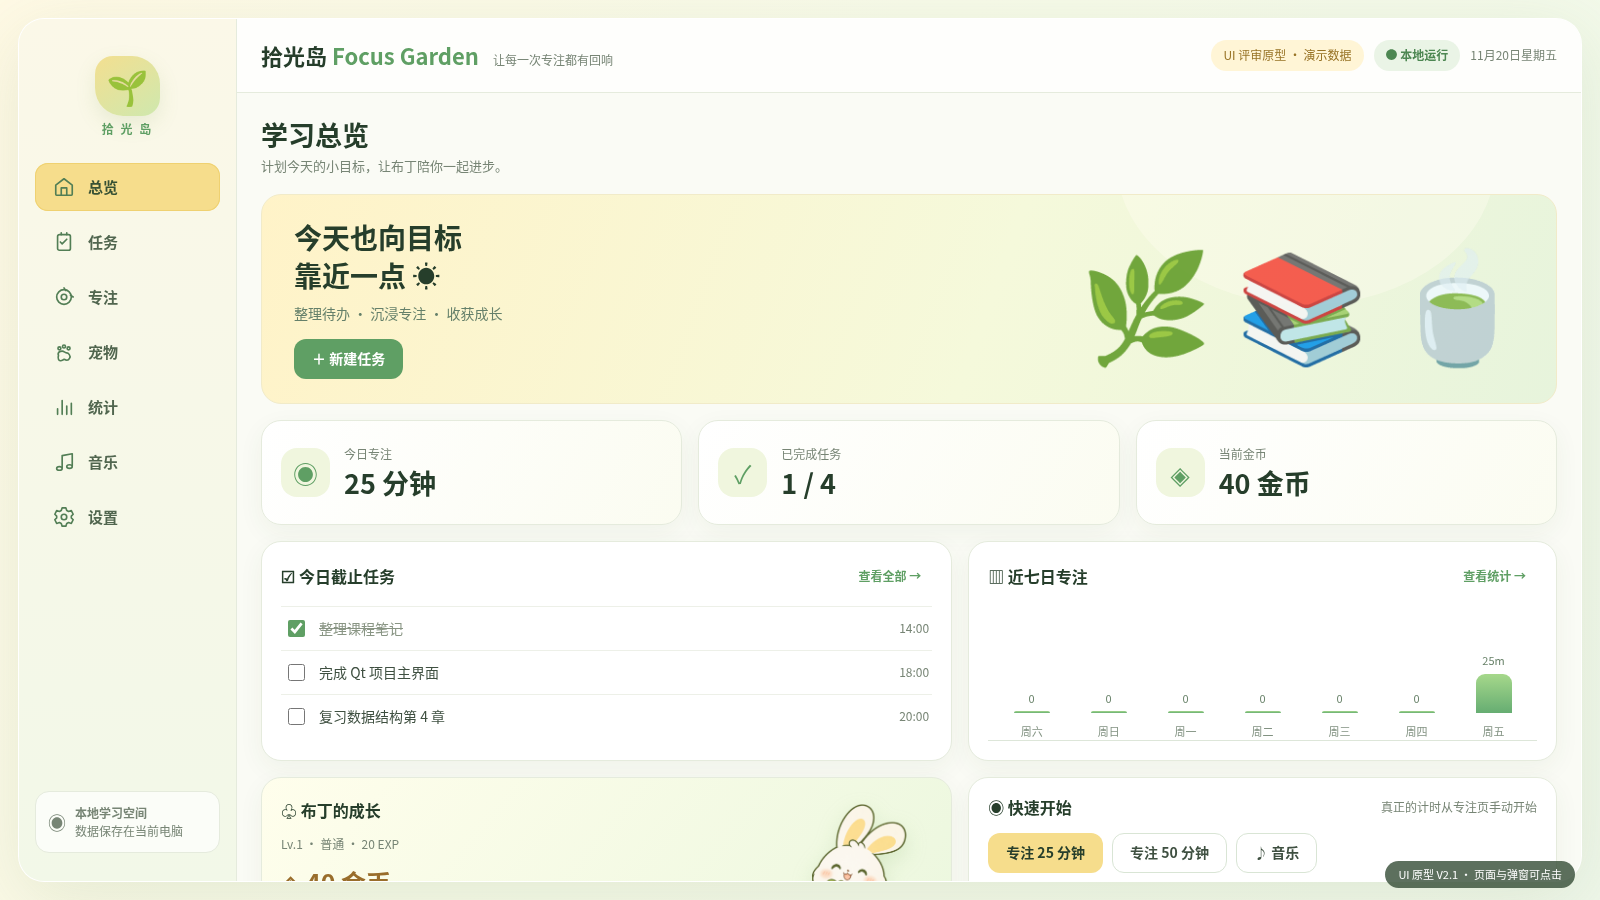 拾光岛
总览
任务
专注
宠物
统计
音乐
设置
本地学习空间
数据保存在当前电脑
拾光岛 Focus Garden 让每一次专注都有回响
UI 评审原型 · 演示数据
本地运行
11月20日星期五
学习总览
计划今天的小目标，让布丁陪你一起进步。
今天也向目标
靠近一点
整理待办 · 沉浸专注 · 收获成长
+ 新建任务
今日专注
25 分钟
已完成任务
1 / 4
当前金币
40 金币
今日截止任务
查看全部 →
整理课程笔记 14:00
完成 Qt 项目主界面 18:00
复习数据结构第 4 章 20:00
近七日专注
查看统计 →
0 0 0 0 0 0 25m
周六 周日 周一 周二 周三 周四 周五
布丁的成长
Lv.1 · 普通 · 20 EXP
40 金币
快速开始
真正的计时从专注页手动开始
专注 25 分钟
专注 50 分钟
♪ 音乐
UI 原型 V2.1 · 页面与弹窗可点击